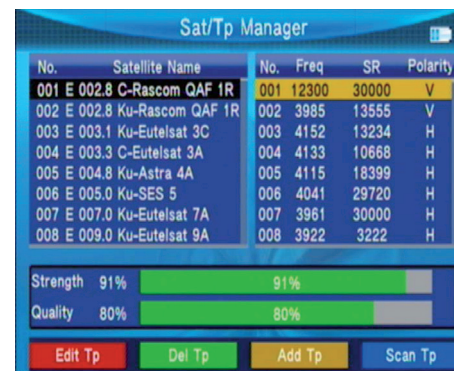 Sat/Tp Manager
No. Satellite Name No. Freq SR Polarity
001 E 002.8 C-Rascom QAF 1R 001 12300 30000 V
002 E 002.8 Ku-Rascom QAF 1R 002 3985 13555 V
003 E 003.1 Ku-Eutelsat 3C 003 4152 13234 H
004 E 003.3 C-Eutelsat 3A 004 4133 10668 H
005 E 004.8 Ku-Astra 4A 005 4115 18399 H
006 E 005.0 Ku-SES 5 006 4041 29720 H
007 E 007.0 Ku-Eutelsat 7A 007 3961 30000 H
008 E 009.0 Ku-Eutelsat 9A 008 3922 3222 H
Strength 91% 91%
Quality 80% 80%
Edit Tp Del Tp Add Tp Scan Tp